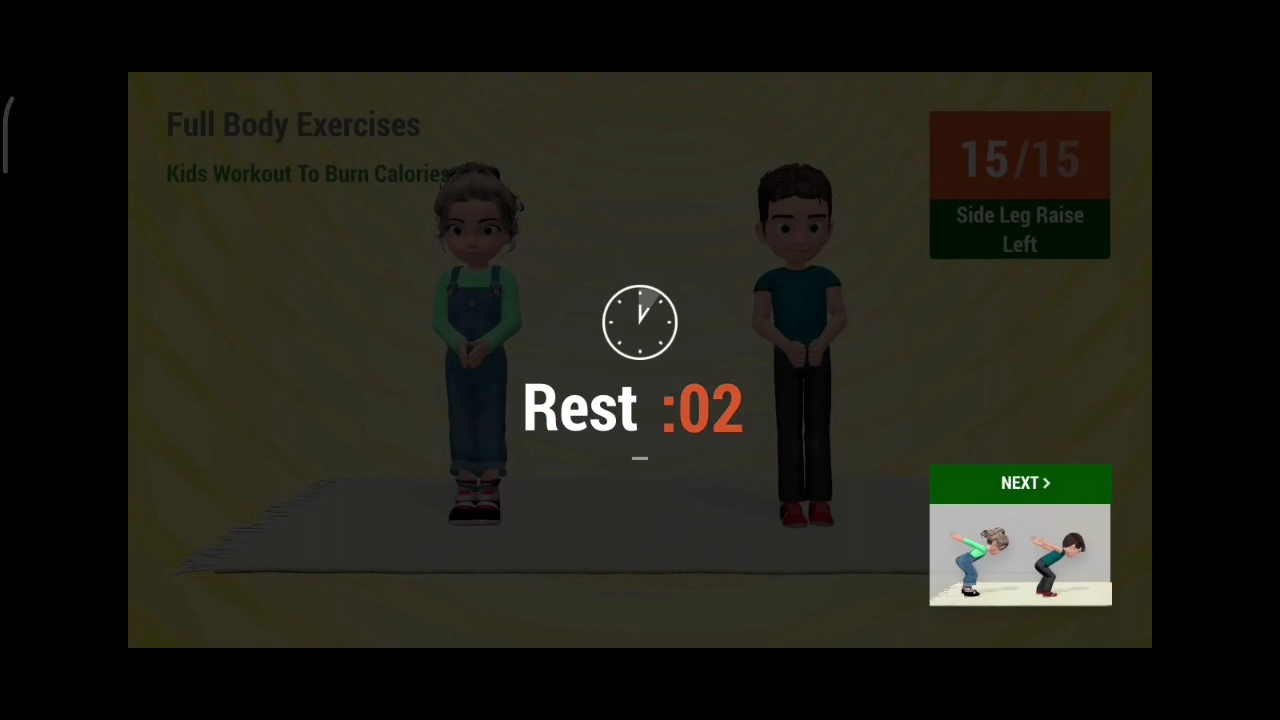 Full Body Exercises
Kids Workout To Burn Calories
15/15
Side Leg Raise
Left
Rest :02
NEXT >